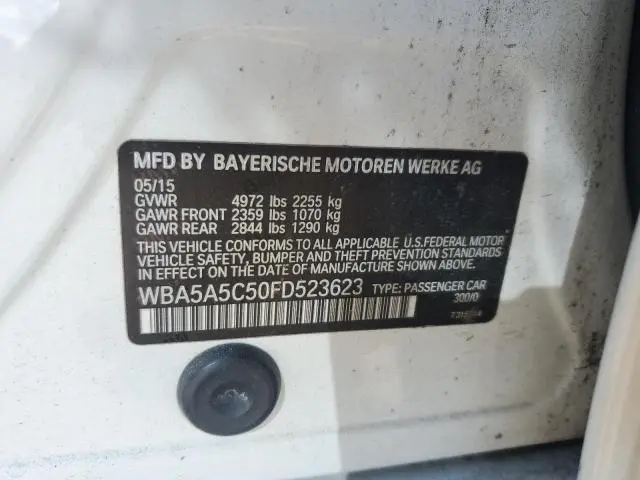 MFD BY BAYERISCHE MOTOREN WERKE AG
05/15
GVWR 4972 lbs 2255 kg
GAWR FRONT 2359 lbs 1070 kg
GAWR REAR 2844 lbs 1290 kg
THIS VEHICLE CONFORMS TO ALL APPLICABLE U.S.FEDERAL MOTOR
VEHICLE SAFETY, BUMPER AND THEFT PREVENTION STANDARDS
IN EFFECT ON THE DATE OF MANUFACTURE SHOWN ABOVE.
WBA5A5C50FD523623 TYPE: PASSENGER CAR
300/0